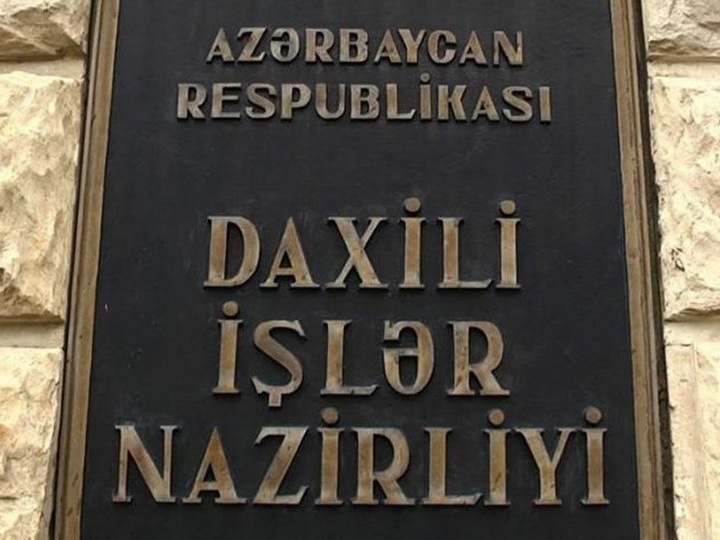 AZƏRBAYCAN
RESPUBLİKASI
DAXİLİ
İŞLƏR
NAZİRLİYİ